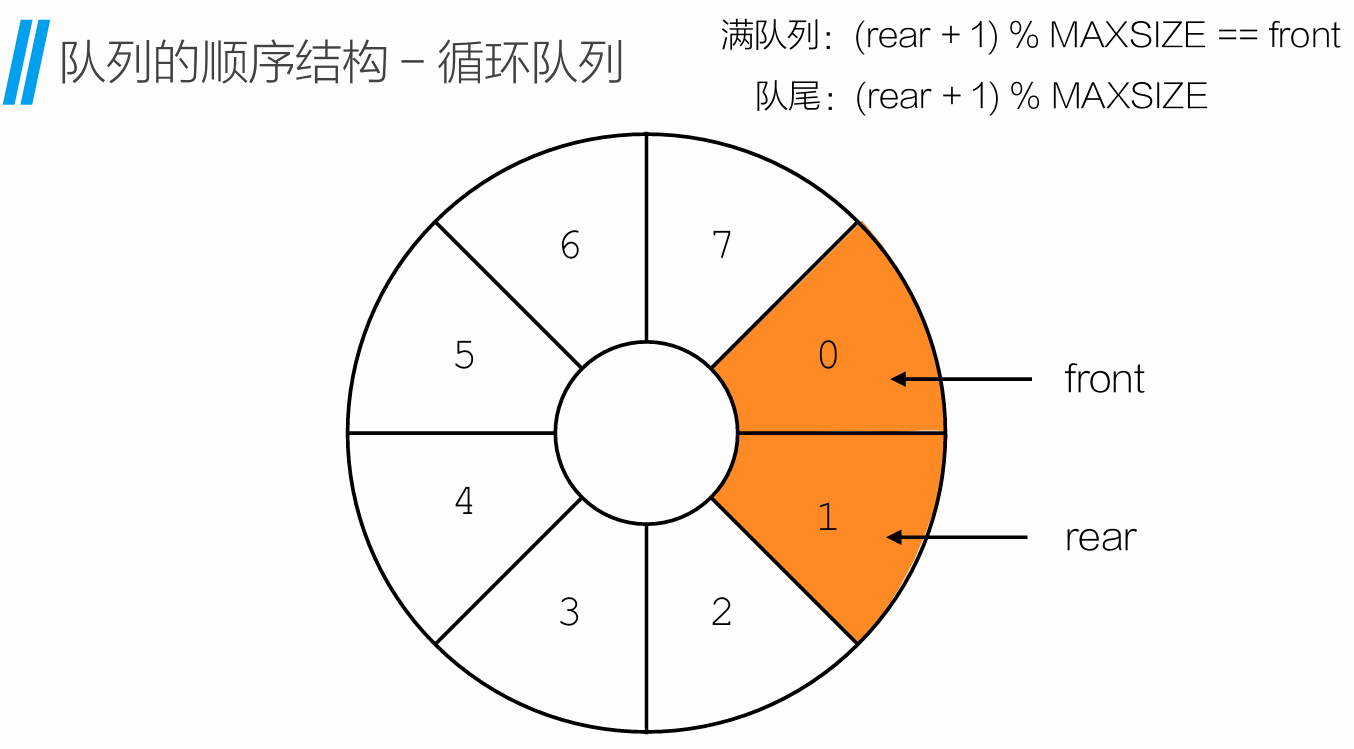 队列的顺序结构 – 循环队列
满队列：(rear + 1) % MAXSIZE == front
队尾：(rear + 1) % MAXSIZE
6
7
5
0
front
4
1
rear
3
2